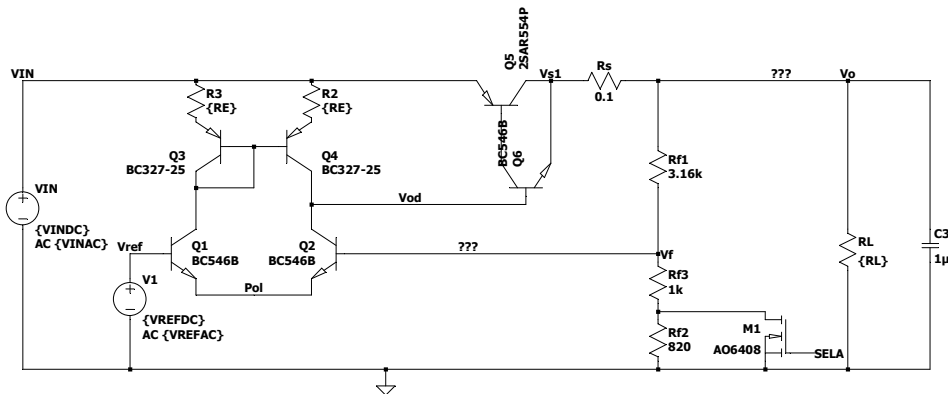 VIN
R3
{RE}
R2
{RE}
Q5
2SAR554P
Vs1
Rs
0.1
???
Vo
Q3
BC327-25
Q4
BC327-25
BC546B
Q6
Rf1
3.16k
VIN
{VINDC}
AC {VINAC}
Vod
Vref
Q1
BC546B
Q2
BC546B
???
Vf
RL
{RL}
C3
1µ
V1
{VREFDC}
AC {VREFAC}
Pol
Rf3
1k
Rf2
820
M1
AO6408
SELA